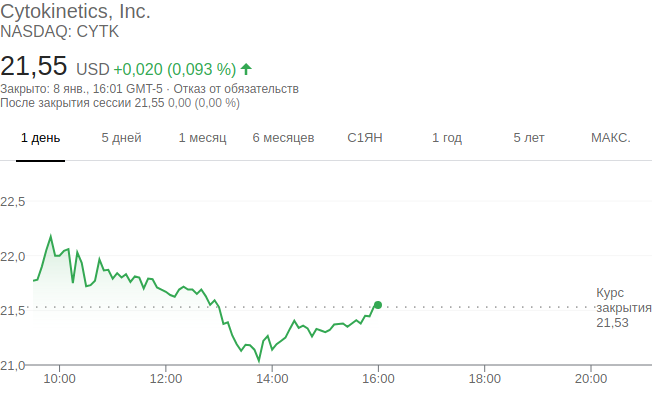 Cytokinetics, Inc.
NASDAQ: CYTK
21,55 USD +0,020 (0,093 %)
Закрыто: 8 янв., 16:01 GMT-5 · Отказ от обязательств
После закрытия сессии 21,55 0,00 (0,00 %)
1 день 5 дней 1 месяц 6 месяцев С1ЯН 1 год 5 лет МАКС.
22,5
22,0
21,5
21,0
Курс
закрытия
21,53
10:00 12:00 14:00 16:00 18:00 20:00